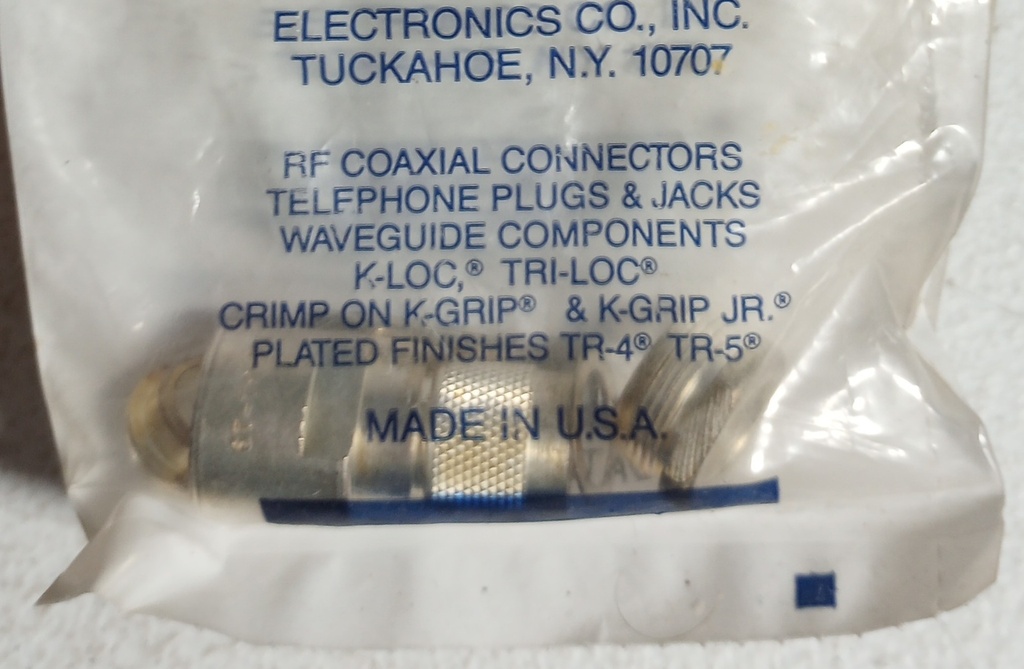 ELECTRONICS CO., INC.
TUCKAHOE, N.Y. 10707
RF COAXIAL CONNECTORS
TELEPHONE PLUGS & JACKS
WAVEGUIDE COMPONENTS
K-LOC,® TRI-LOC®
CRIMP ON K-GRIP® & K-GRIP JR.®
PLATED FINISHES TR-4® TR-5®
MADE IN U.S.A.